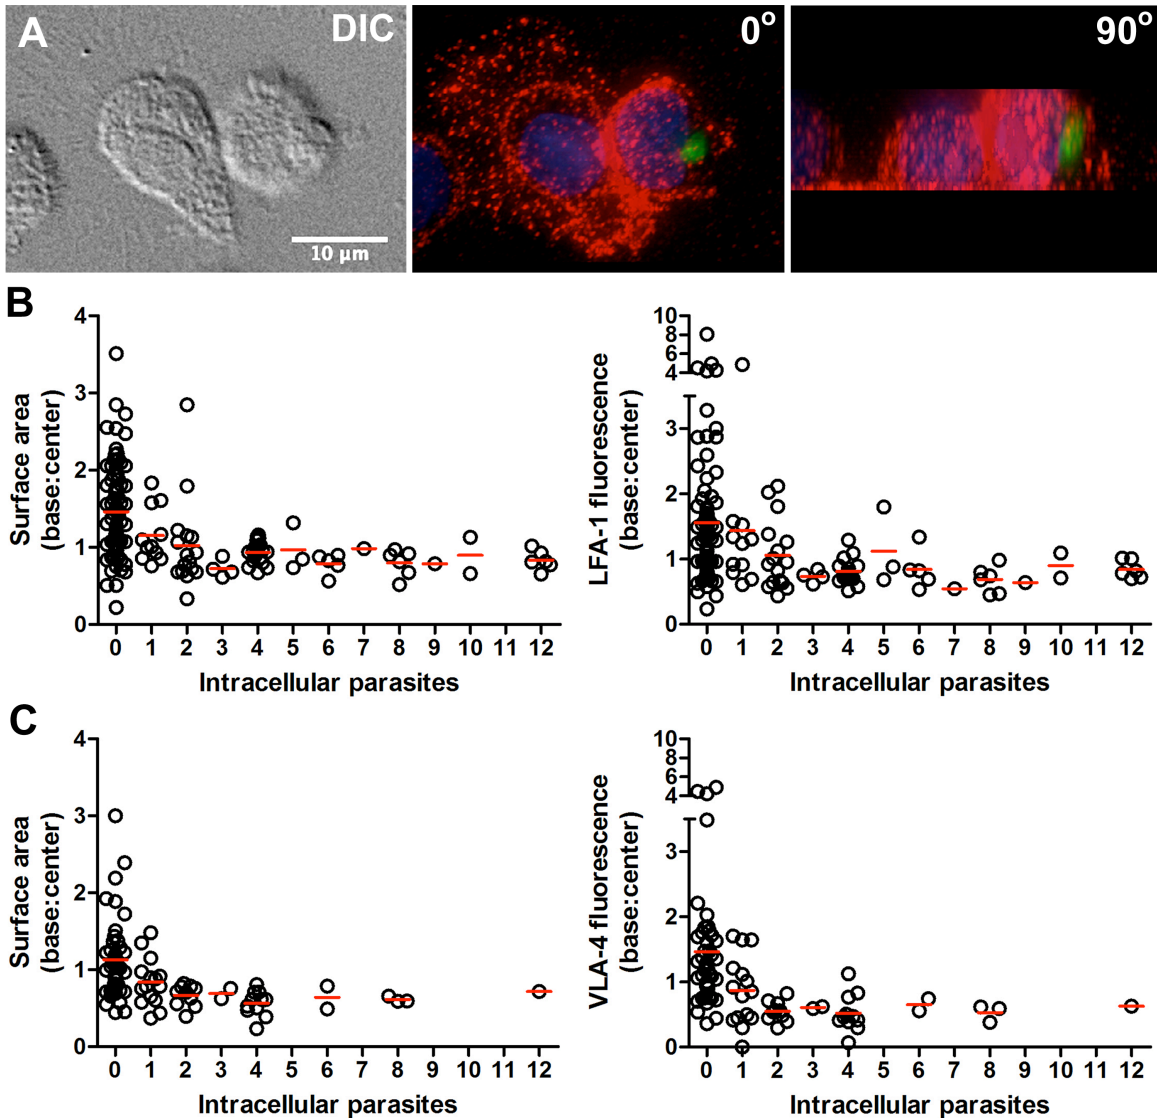 A DIC 0° 90°
10 µm
B
Surface area
(base:center)
4
3
2
1
0
0 1 2 3 4 5 6 7 8 9 10 11 12
Intracellular parasites
LFA-1 fluorescence
(base:center)
10
8
6
4
3
2
1
0
0 1 2 3 4 5 6 7 8 9 10 11 12
Intracellular parasites
C
Surface area
(base:center)
4
3
2
1
0
0 1 2 3 4 5 6 7 8 9 10 11 12
Intracellular parasites
VLA-4 fluorescence
(base:center)
10
8
6
4
3
2
1
0
0 1 2 3 4 5 6 7 8 9 10 11 12
Intracellular parasites